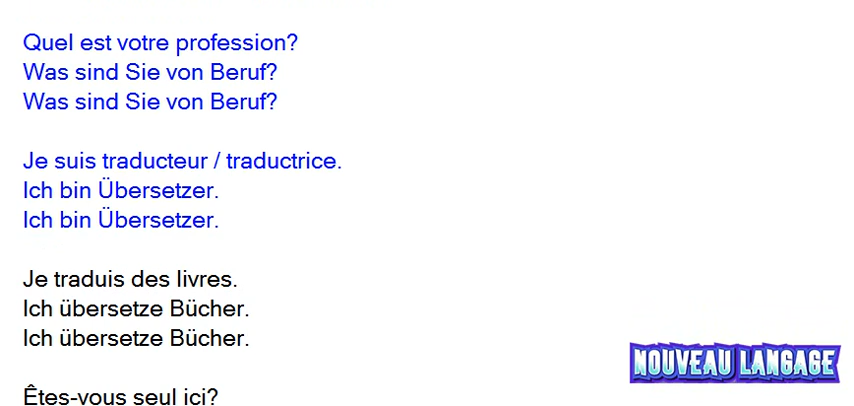 Quel est votre profession?
Was sind Sie von Beruf?
Was sind Sie von Beruf?
Je suis traducteur / traductrice.
Ich bin Übersetzer.
Ich bin Übersetzer.
Je traduis des livres.
Ich übersetze Bücher.
Ich übersetze Bücher.
NOUVEAU LANGAGE
Êtes-vous seul ici?